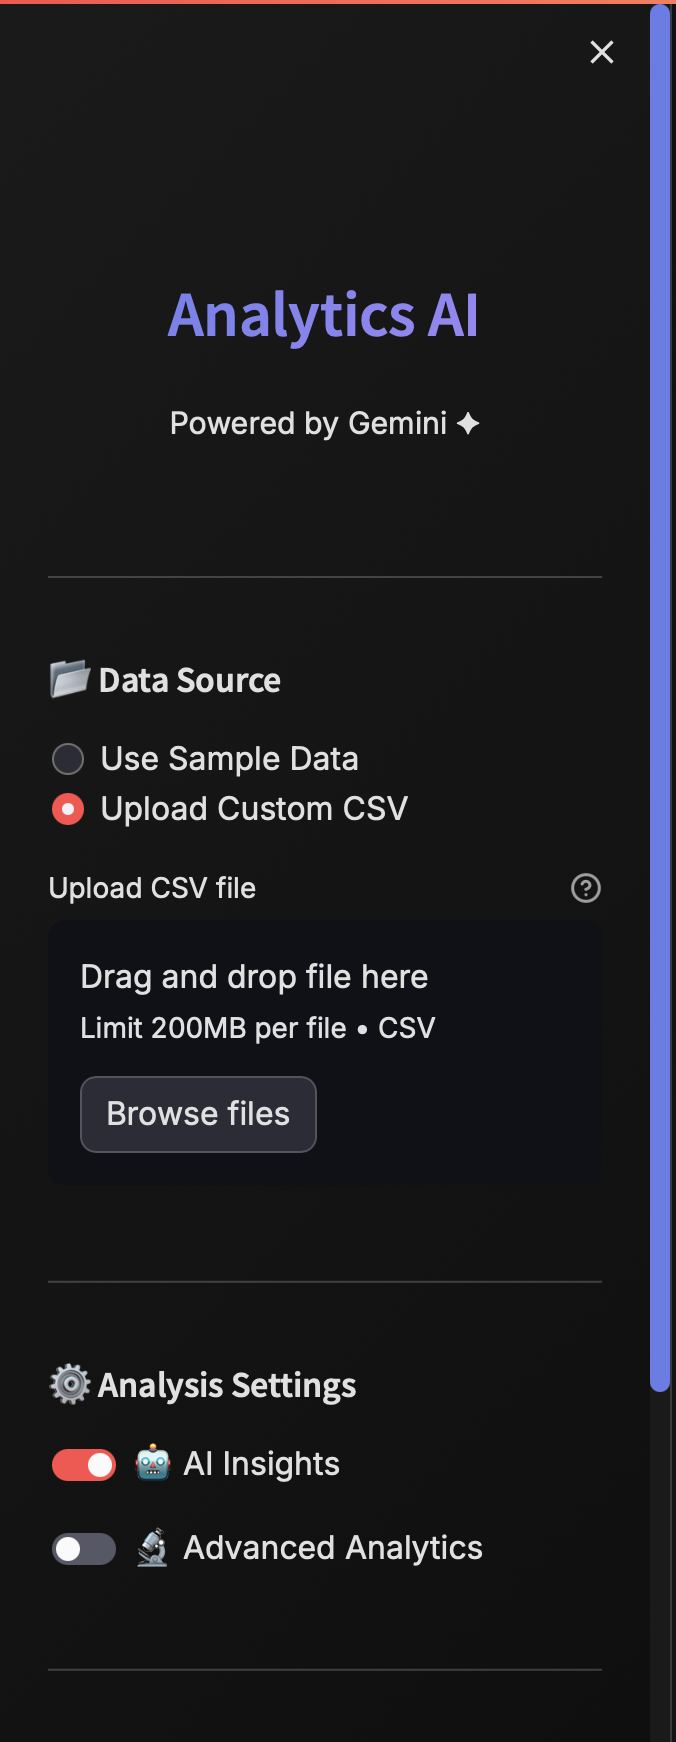 Analytics AI
Powered by Gemini ✦
Data Source
Use Sample Data
Upload Custom CSV
Upload CSV file
Drag and drop file here
Limit 200MB per file • CSV
Browse files
Analysis Settings
AI Insights
Advanced Analytics